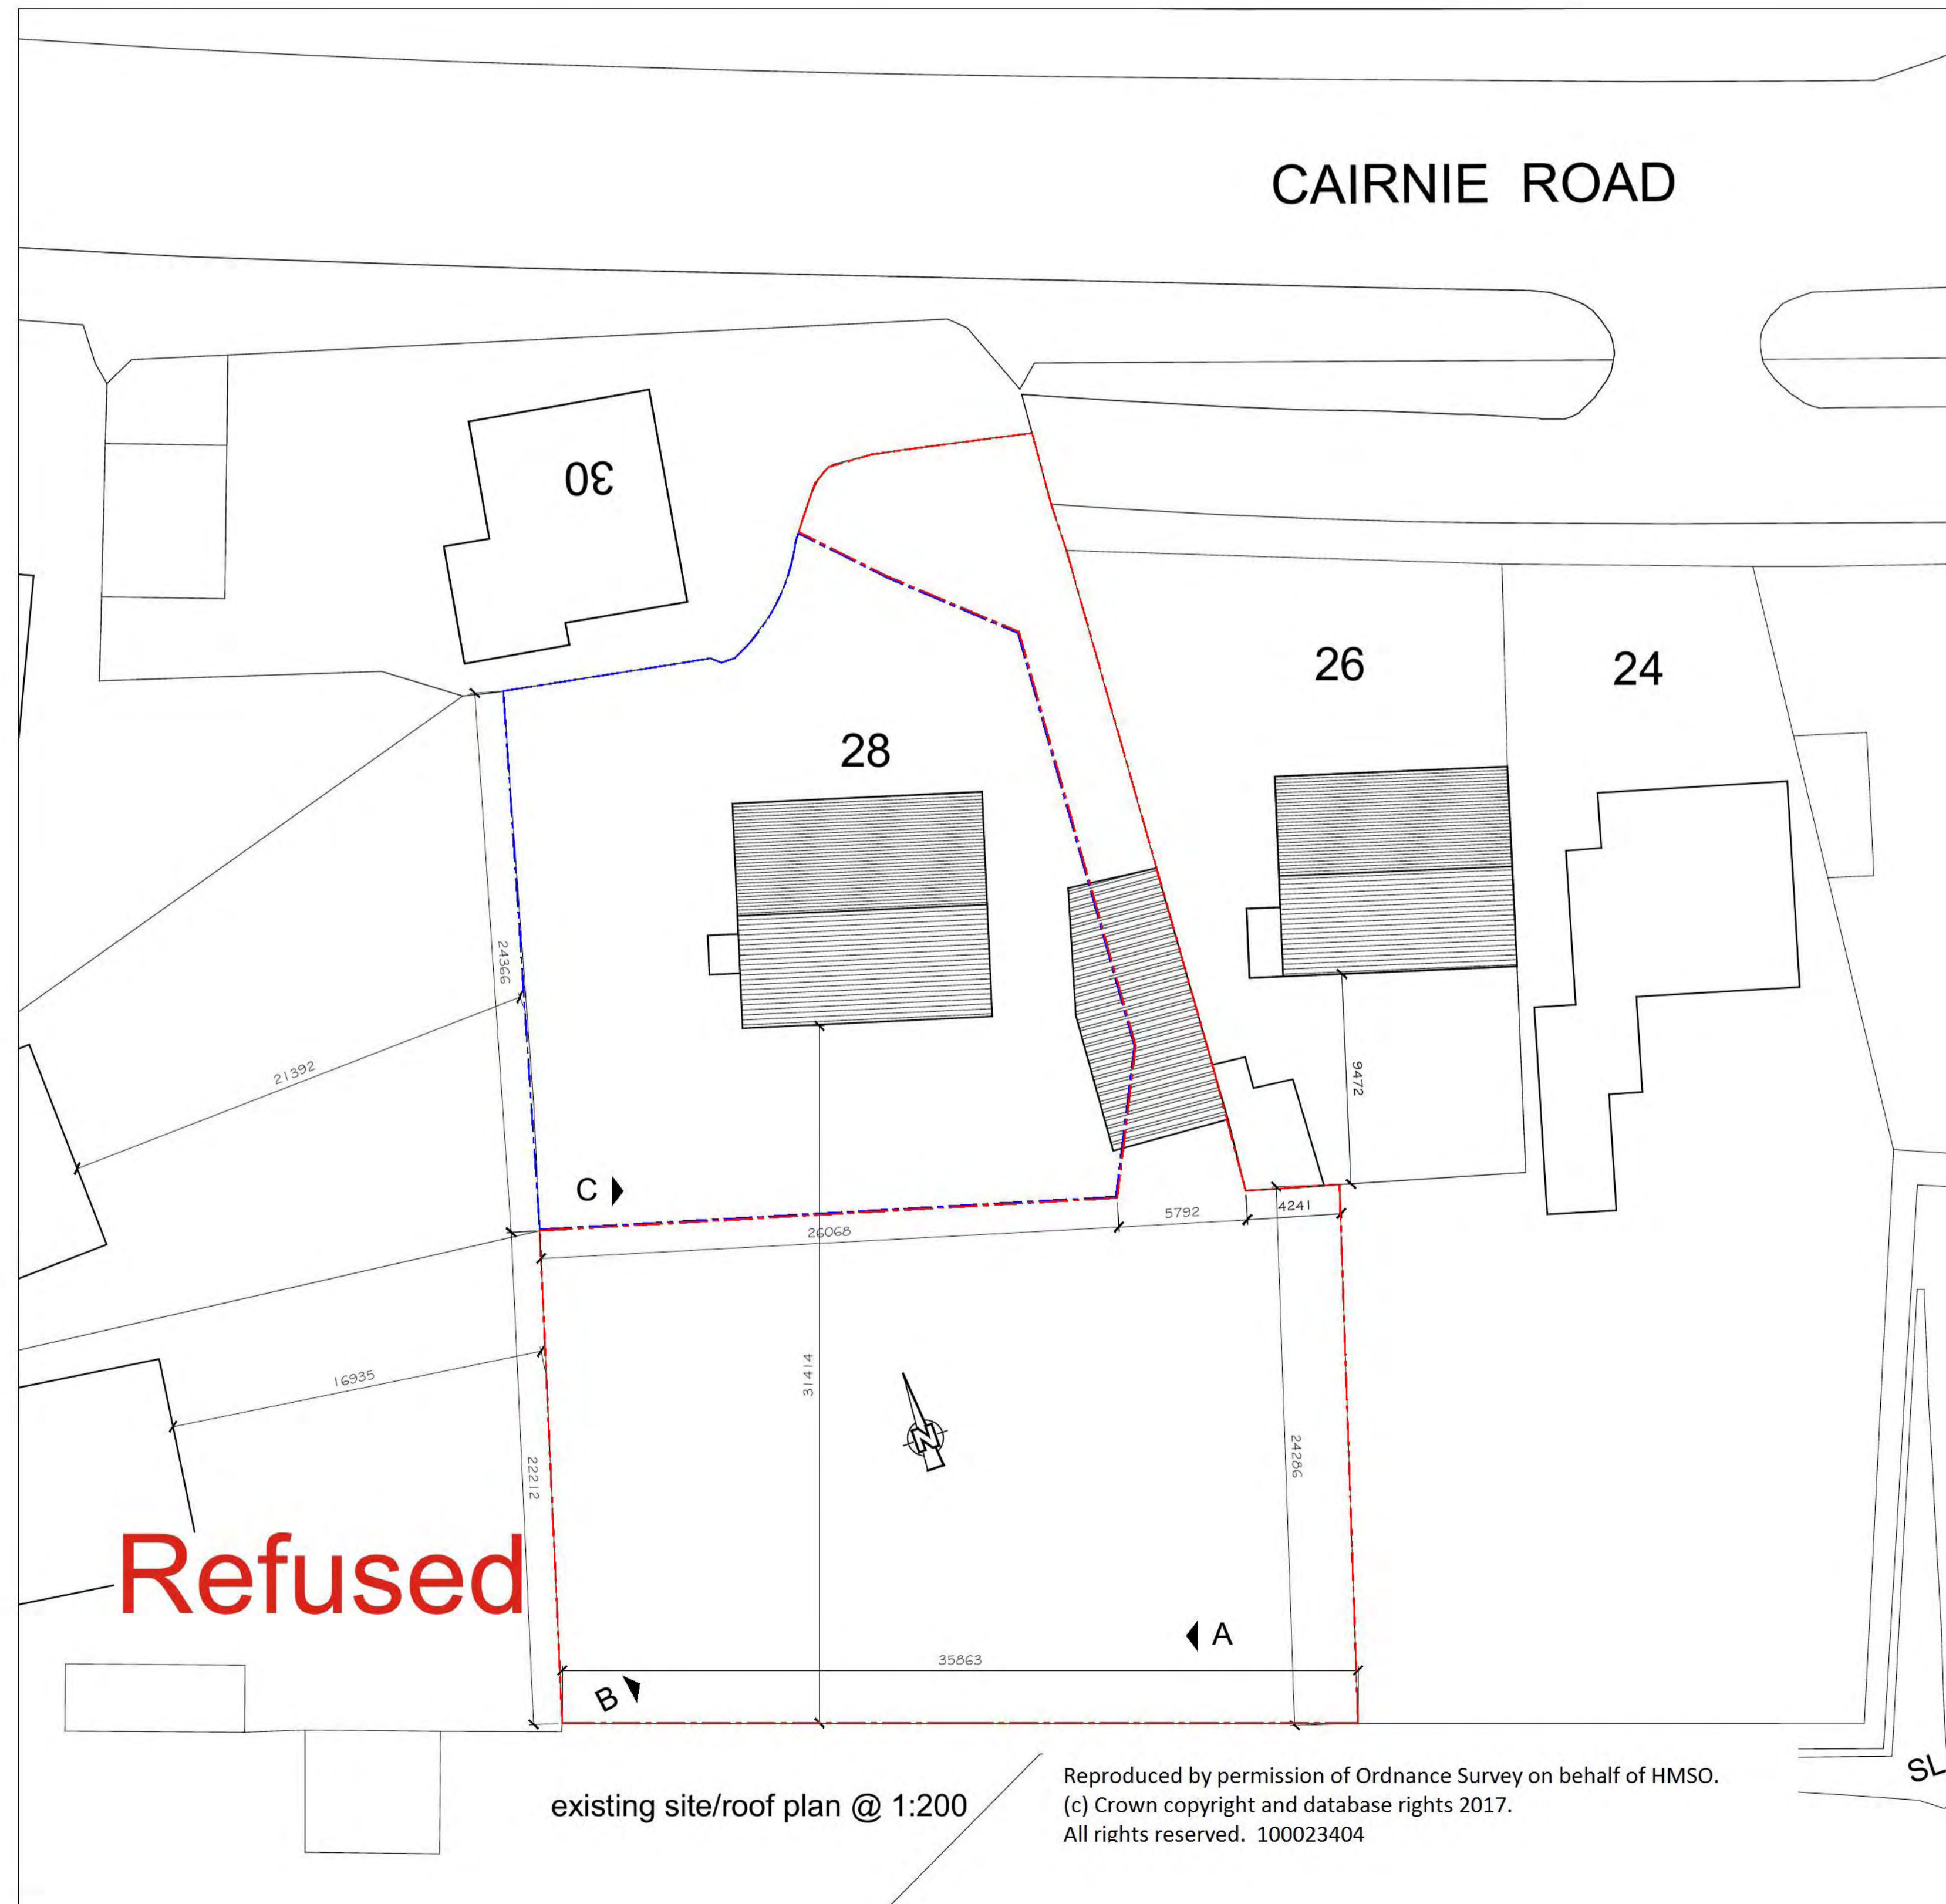 CAIRNIE ROAD
30
26
24
28
24366
21392
9472
C
5792
4241
26068
31414
16935
N
24286
22212
Refused
A
35863
B
SL
existing site/roof plan @ 1:200
Reproduced by permission of Ordnance Survey on behalf of HMSO.
(c) Crown copyright and database rights 2017.
All rights reserved. 100023404